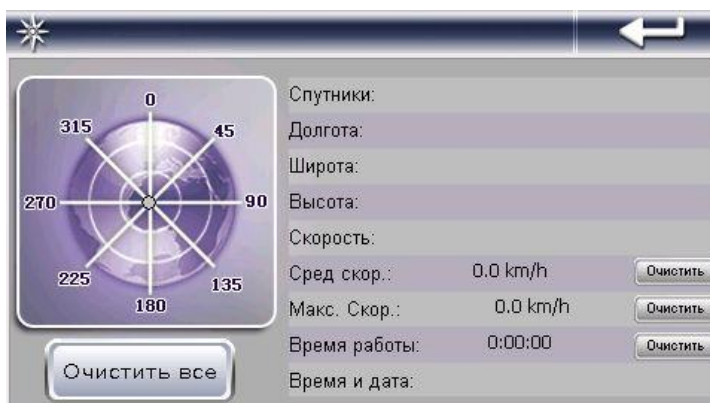 0
315
45
270
90
225
135
180
Очистить все
Спутники:
Долгота:
Широта:
Высота:
Скорость:
Сред скор.: 0.0 km/h Очистить
Макс. Скор.: 0.0 km/h Очистить
Время работы: 0:00:00 Очистить
Время и дата: